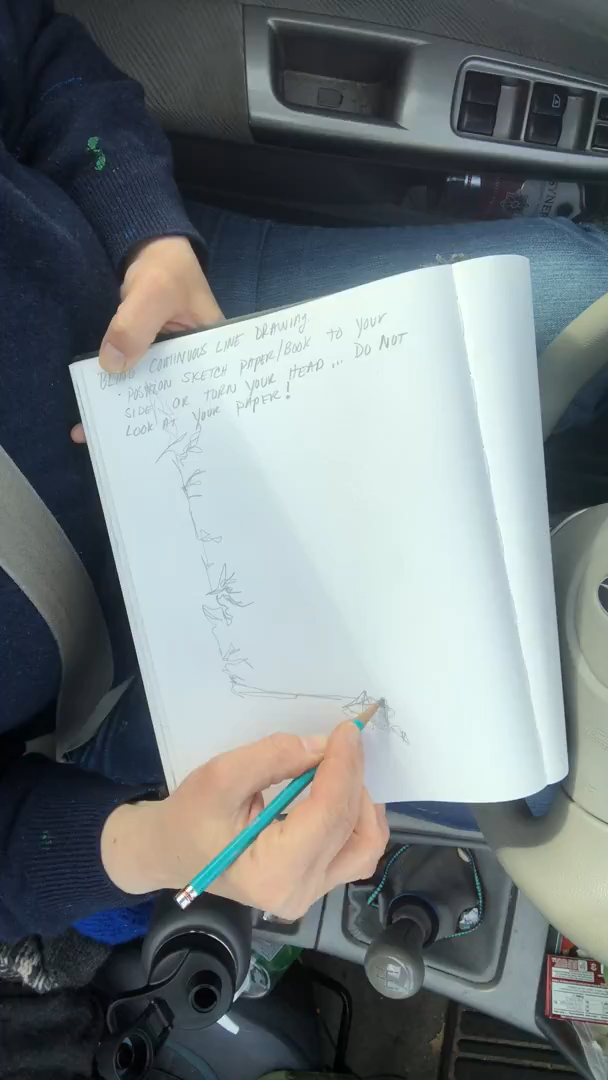 BLIND CONTINUOUS LINE DRAWING
- POSITION SKETCH PAPER/BOOK TO YOUR
SIDE OR TURN YOUR HEAD... DO NOT
LOOK AT YOUR PAPER!